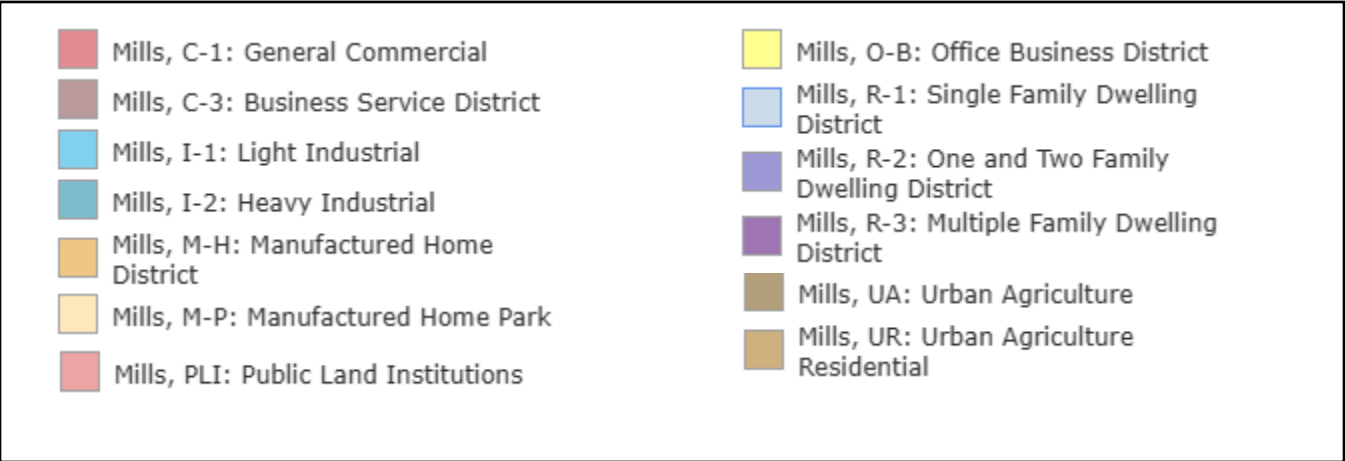 Mills, C-1: General Commercial
Mills, C-3: Business Service District
Mills, I-1: Light Industrial
Mills, I-2: Heavy Industrial
Mills, M-H: Manufactured Home
District
Mills, M-P: Manufactured Home Park
Mills, PLI: Public Land Institutions
Mills, O-B: Office Business District
Mills, R-1: Single Family Dwelling
District
Mills, R-2: One and Two Family
Dwelling District
Mills, R-3: Multiple Family Dwelling
District
Mills, UA: Urban Agriculture
Mills, UR: Urban Agriculture
Residential